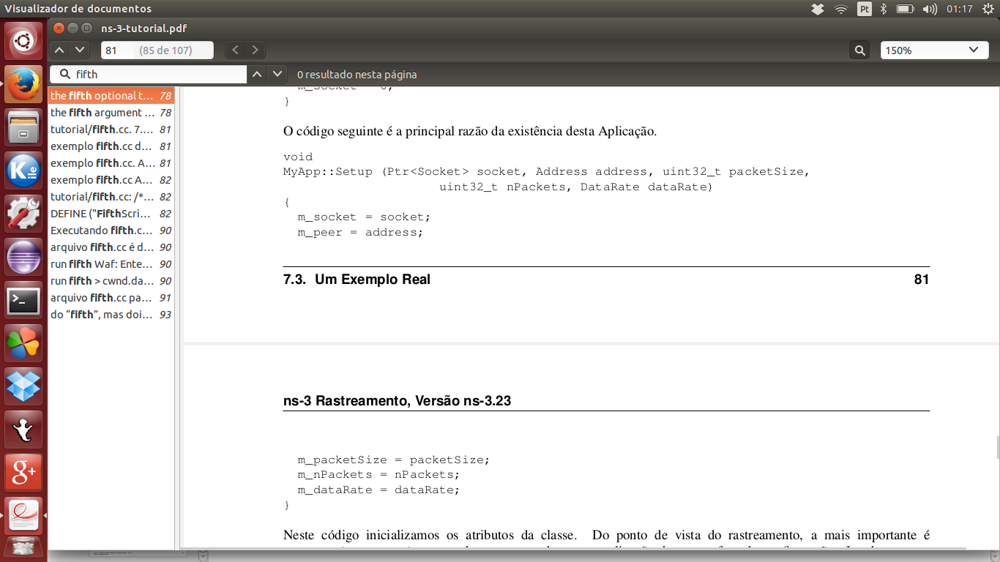 Visualizador de documentos
Pt
01:17
ns-3-tutorial.pdf
81 (85 de 107)
150%
fifth
0 resultado nesta página
the fifth optional t... 78
the fifth argument ... 78
tutorial/fifth.cc. 7.... 81
exemplo fifth.cc d... 81
exemplo fifth.cc. A... 81
exemplo fifth.cc A... 82
tutorial/fifth.cc: /*... 82
DEFINE ("FifthScri... 82
Executando fifth.c... 90
arquivo fifth.cc é d... 90
run fifth Waf: Ente... 90
run fifth > cwnd.da... 90
arquivo fifth.cc pa... 91
do “fifth”, mas doi... 93
}
O código seguinte é a principal razão da existência desta Aplicação.
void
MyApp::Setup (Ptr<Socket> socket, Address address, uint32_t packetSize,
uint32_t nPackets, DataRate dataRate)
{
m_socket = socket;
m_peer = address;
7.3. Um Exemplo Real 81
ns-3 Rastreamento, Versão ns-3.23
m_packetSize = packetSize;
m_nPackets = nPackets;
m_dataRate = dataRate;
}
Neste código inicializamos os atributos da classe. Do ponto de vista do rastreamento, a mais importante é